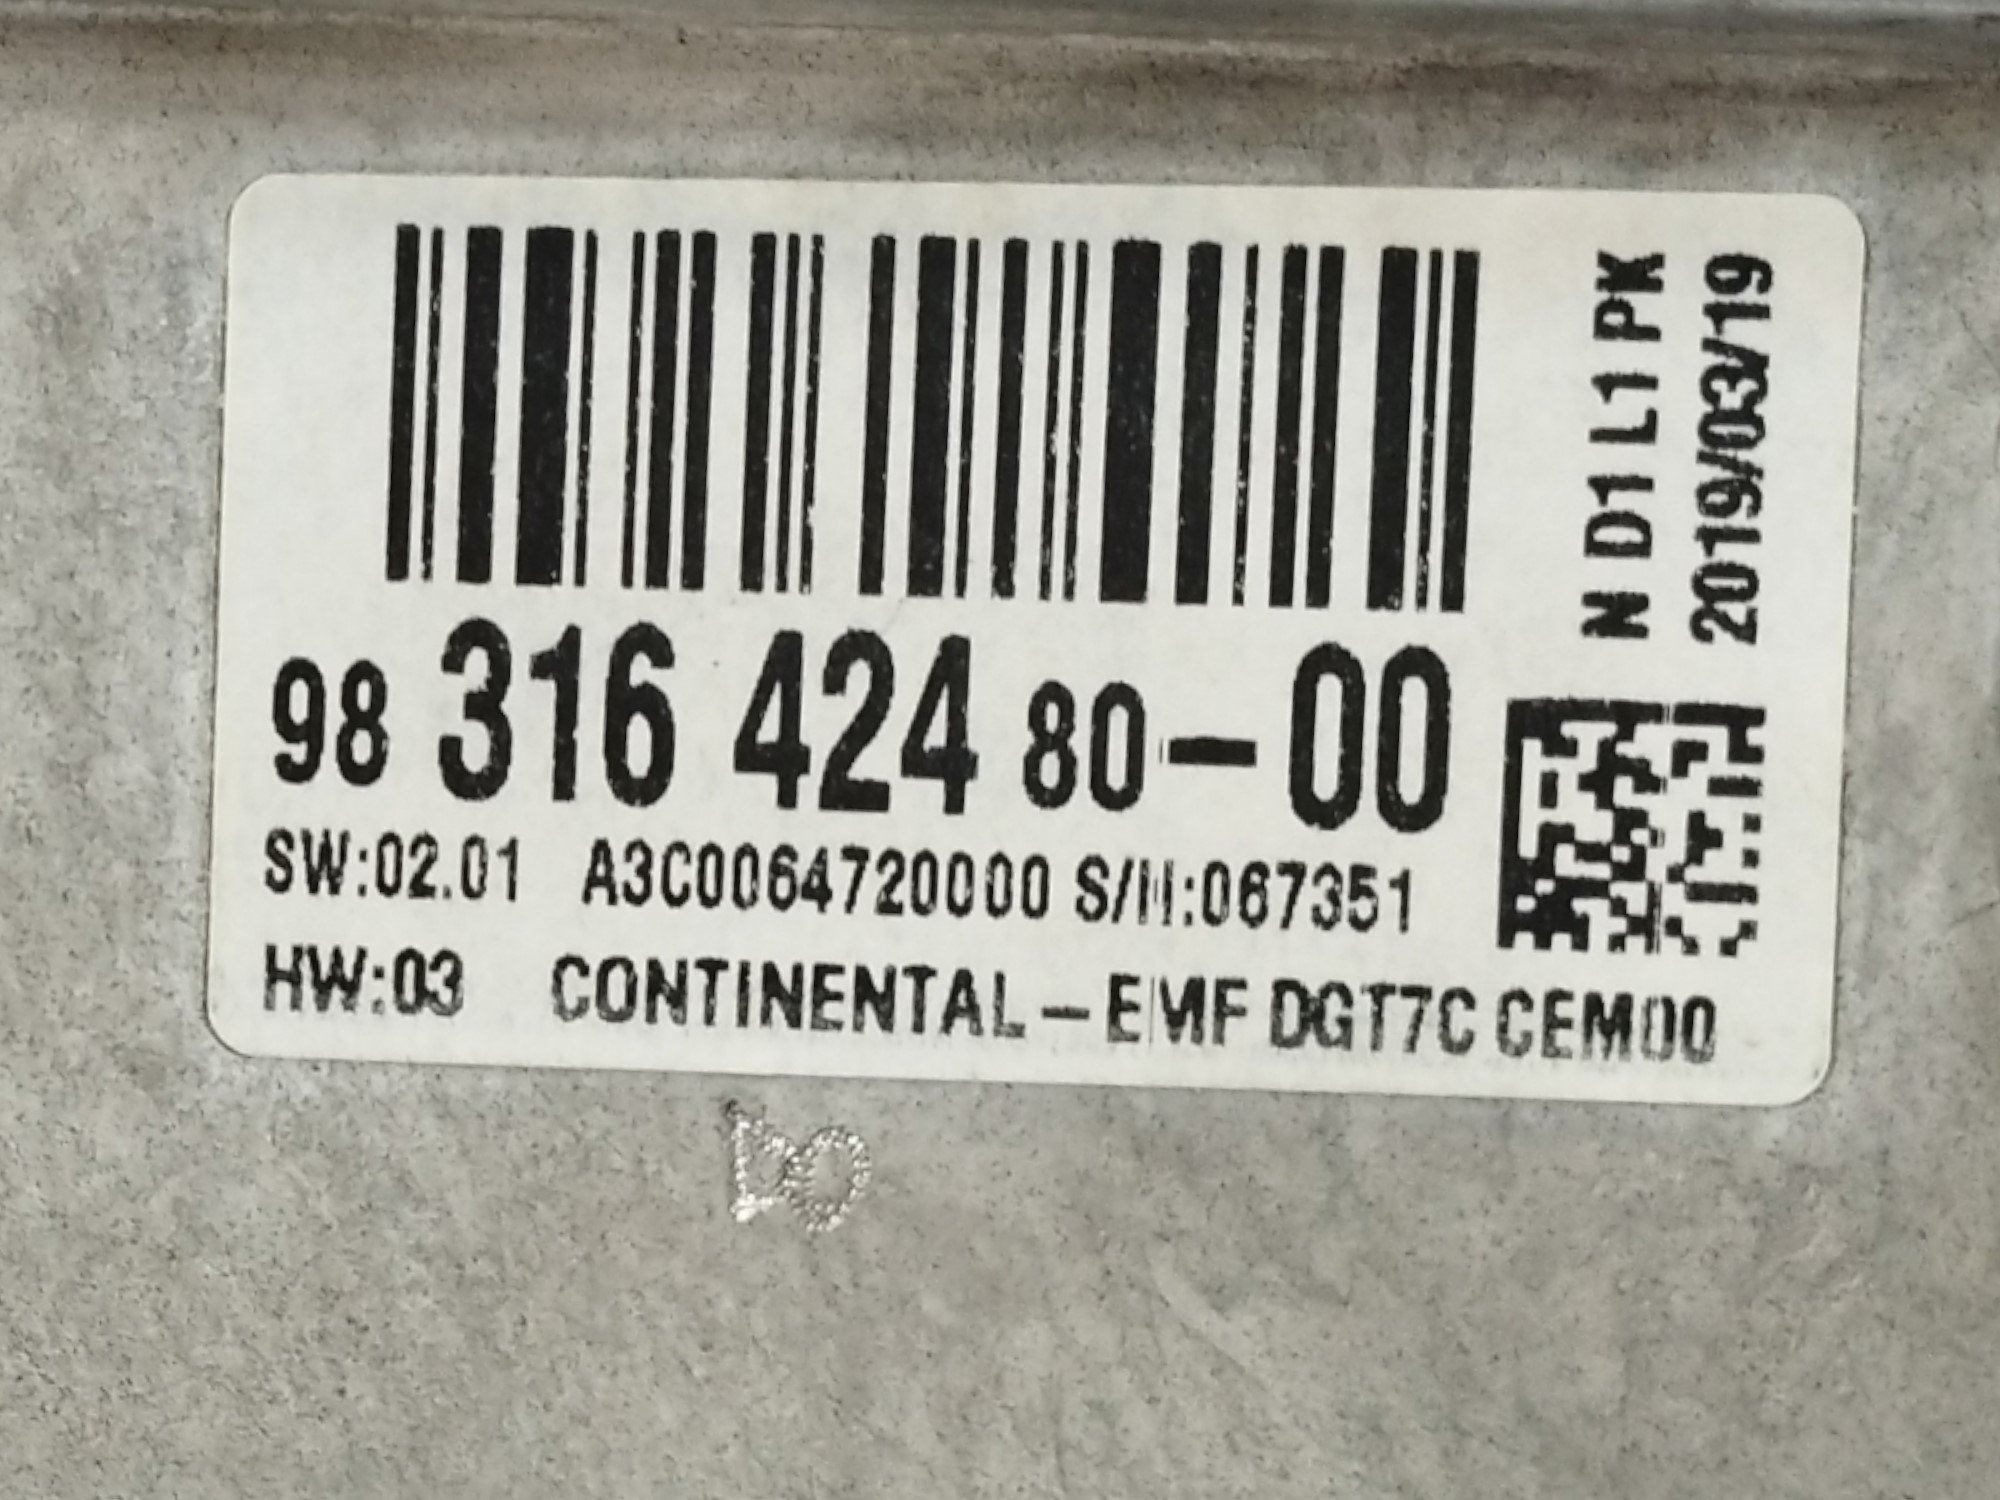 98 316 424 80-00
SW:02.01 A3C0064720000 S/N:067351
HW:03 CONTINENTAL-EMF DGT7C CEM00
N D1 L1 PK
2019/03/19